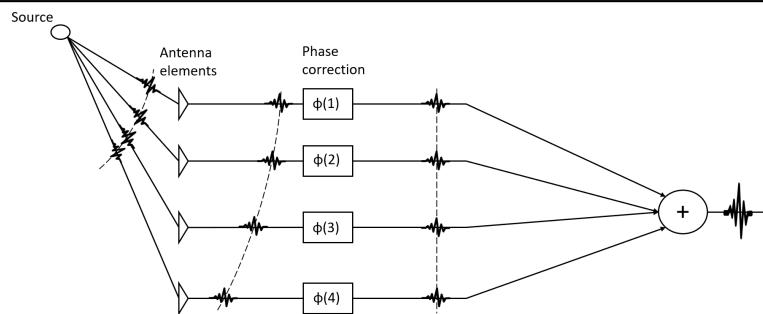 Source
Antenna
elements
Phase
correction
ϕ(1)
ϕ(2)
ϕ(3)
ϕ(4)
+